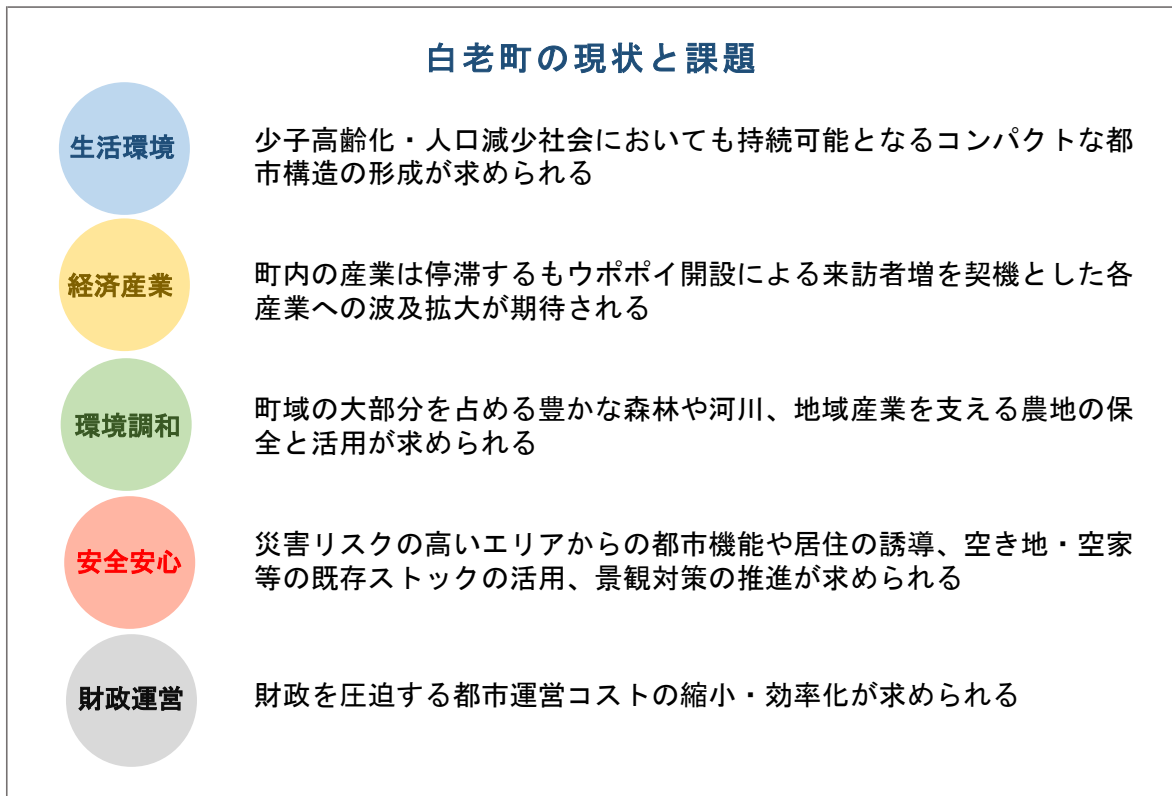 白老町の現状と課題
生活環境
少子高齢化・人口減少社会においても持続可能となるコンパクトな都
市構造の形成が求められる
経済産業
町内の産業は停滞するもウポポイ開設による来訪者増を契機とした各
産業への波及拡大が期待される
環境調和
町域の大部分を占める豊かな森林や河川、地域産業を支える農地の保
全と活用が求められる
安全安心
災害リスクの高いエリアからの都市機能や居住の誘導、空き地・空家
等の既存ストックの活用、景観対策の推進が求められる
財政運営
財政を圧迫する都市運営コストの縮小・効率化が求められる